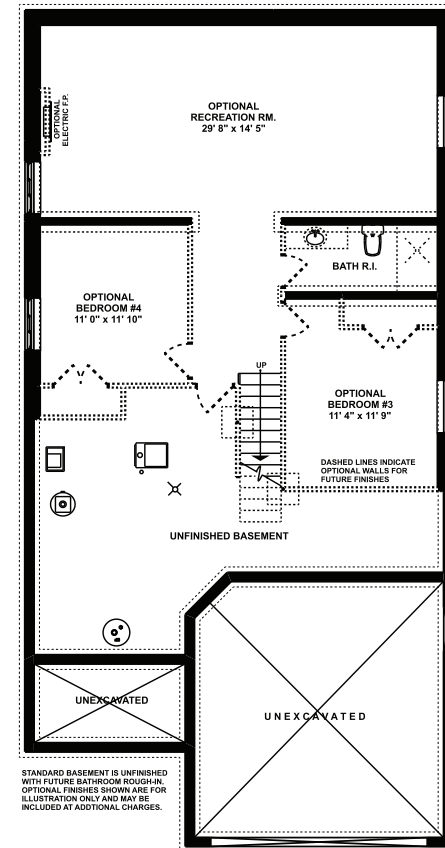 OPTIONAL
RECREATION RM.
29' 8" x 14' 5"
OPTIONAL
ELECTRIC F.P.
BATH R.I.
OPTIONAL
BEDROOM #4
11' 0" x 11' 10"
UP
OPTIONAL
BEDROOM #3
11' 4" x 11' 9"
DASHED LINES INDICATE
OPTIONAL WALLS FOR
FUTURE FINISHES
UNFINISHED BASEMENT
UNEXCAVATED
UNEXCAVATED
STANDARD BASEMENT IS UNFINISHED
WITH FUTURE BATHROOM ROUGH-IN.
OPTIONAL FINISHES SHOWN ARE FOR
ILLUSTRATION ONLY AND MAY BE
INCLUDED AT ADDTIONAL CHARGES.